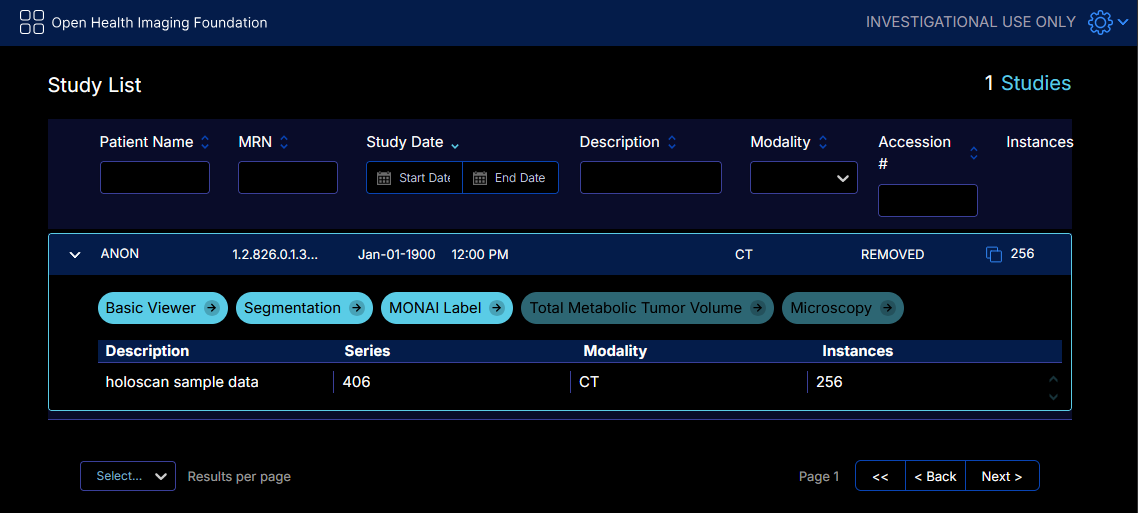 Open Health Imaging Foundation INVESTIGATIONAL USE ONLY
Study List 1 Studies
Patient Name MRN Study Date Description Modality Accession # Instances
Start Date End Date
ANON 1.2.826.0.1.3... Jan-01-1900 12:00 PM CT REMOVED 256
Basic Viewer Segmentation MONAI Label Total Metabolic Tumor Volume Microscopy
Description Series Modality Instances
holoscan sample data 406 CT 256
Select... Results per page Page 1 << < Back Next >